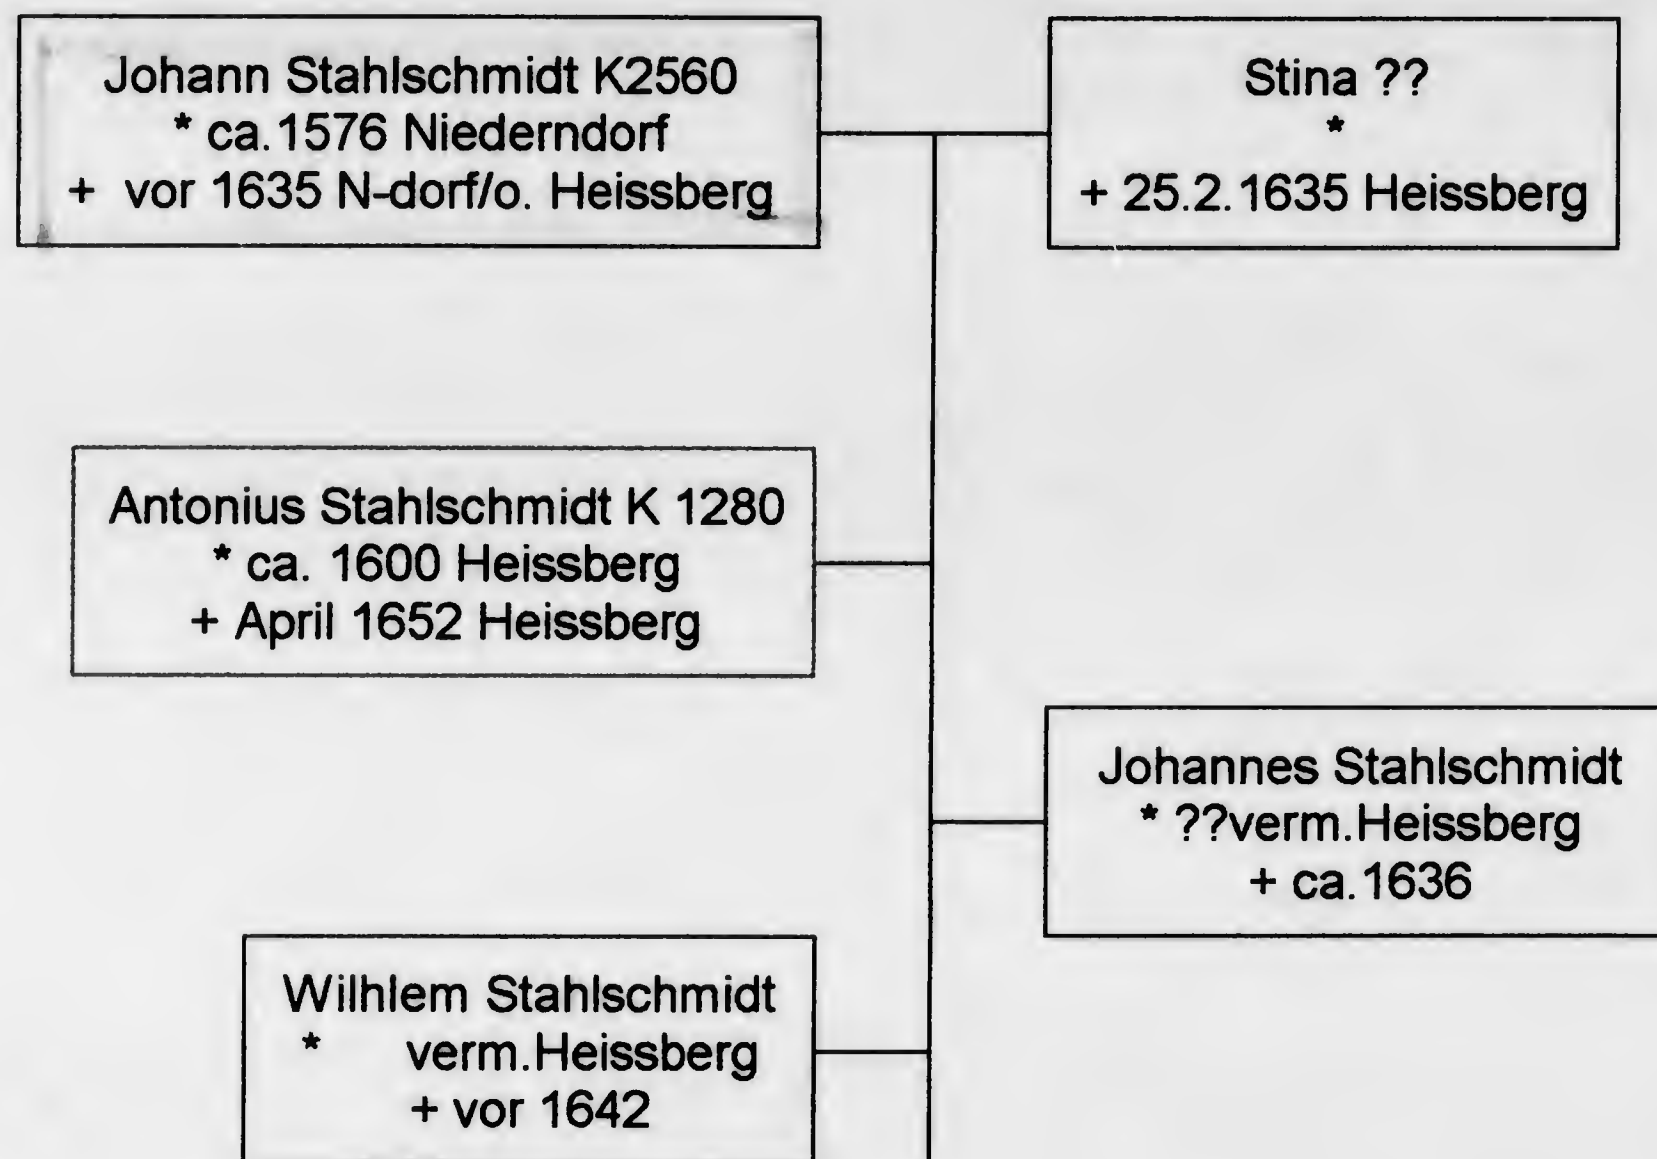 Johann Stahlschmidt K2560
* ca.1576 Niederndorf
+ vor 1635 N-dorf/o. Heissberg
Stina ??
*
+ 25.2.1635 Heissberg
Antonius Stahlschmidt K 1280
* ca. 1600 Heissberg
+ April 1652 Heissberg
Johannes Stahlschmidt
* ??verm.Heissberg
+ ca.1636
Wilhlem Stahlschmidt
* verm.Heissberg
+ vor 1642